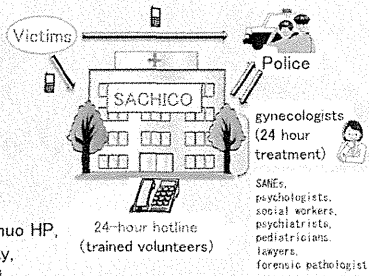 Victims
Police
SACHICO
gynecologists
(24 hour
treatment)
SANEs,
psychologists.
social workers,
psychiatrists,
pediatricians.
lawyers,
forensic pathologist
24-hour hotline
(trained volunteers)
HP,